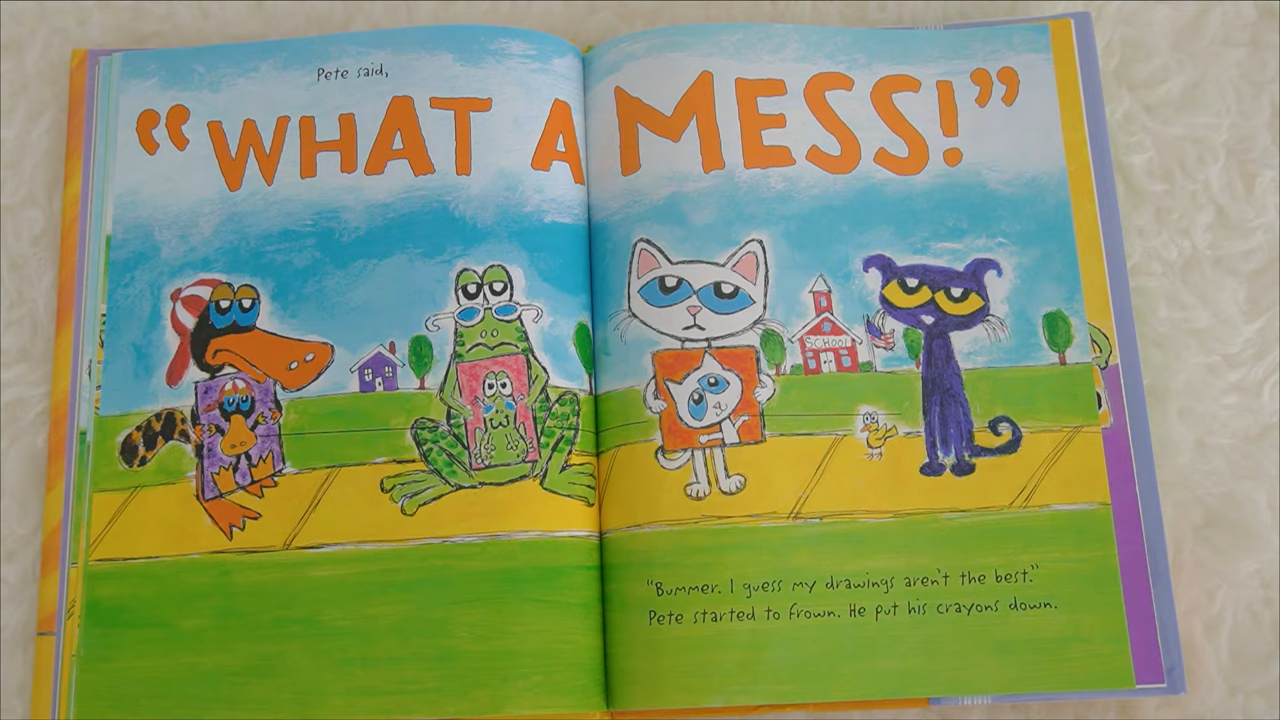 Pete said,
“WHAT A MESS!”
SCHOOL
“Bummer. I guess my drawings aren't the best.”
Pete started to frown. He put his crayons down.